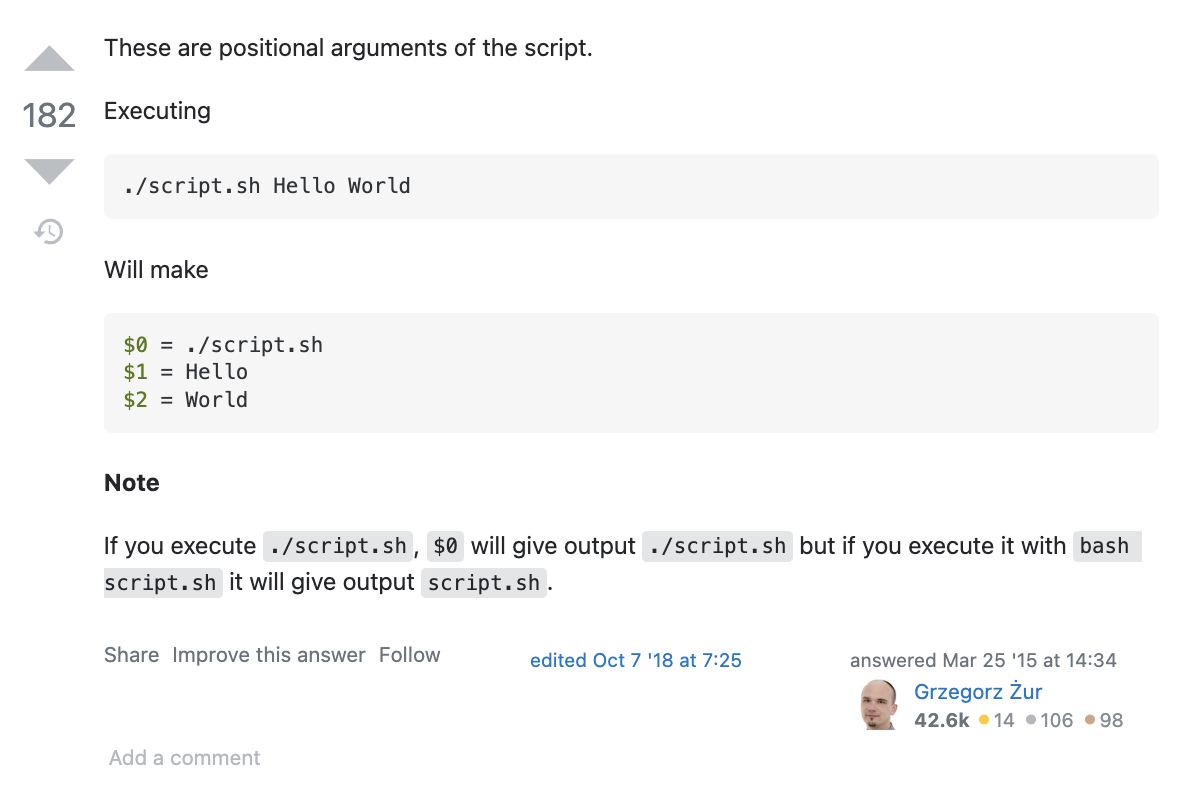 These are positional arguments of the script.
182
Executing
./script.sh Hello World
Will make
$0 = ./script.sh
$1 = Hello
$2 = World
Note
If you execute ./script.sh, $0 will give output ./script.sh but if you execute it with bash
script.sh it will give output script.sh.
Share Improve this answer Follow
edited Oct 7 '18 at 7:25
answered Mar 25 '15 at 14:34
Grzegorz Żur
42.6k 14 106 98
Add a comment